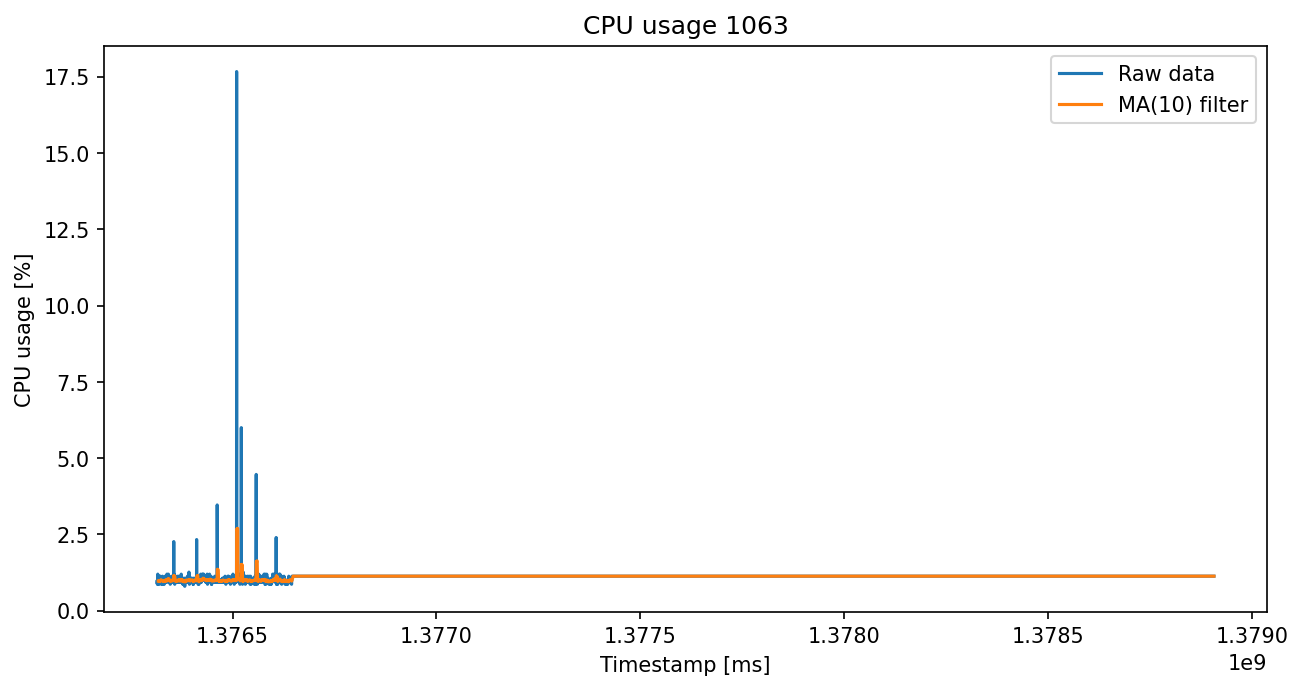 CPU usage 1063
Raw data
MA(10) filter
CPU usage [%]
17.5
15.0
12.5
10.0
7.5
5.0
2.5
0.0
1.3765 1.3770 1.3775 1.3780 1.3785 1.3790
1e9
Timestamp [ms]